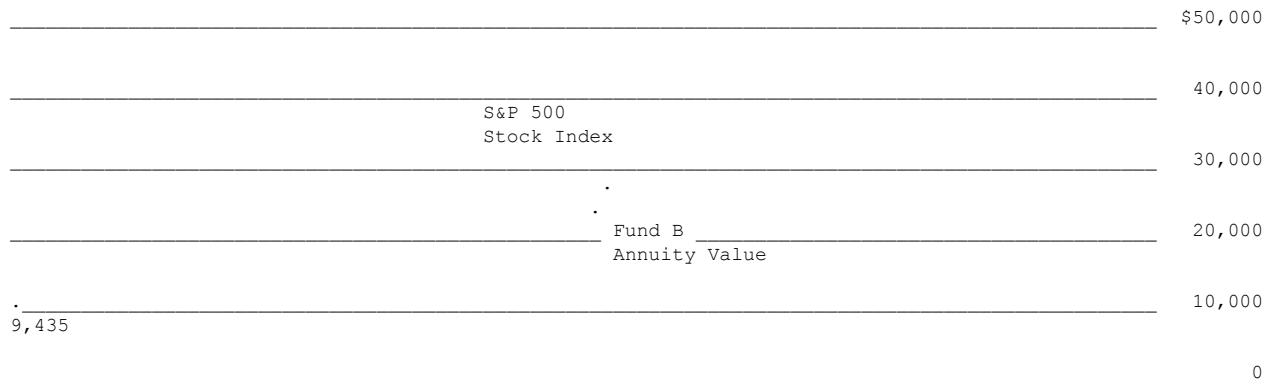 $50,000
40,000
S&P 500
Stock Index
30,000
.
.
Fund B 20,000
Annuity Value
. 10,000
9,435
0